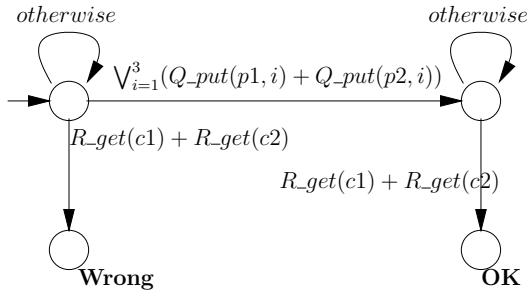 otherwise
otherwise
⋁³ᵢ₌₁(Q_put(p1, i) + Q_put(p2, i))
R_get(c1) + R_get(c2)
R_get(c1) + R_get(c2)
Wrong
OK